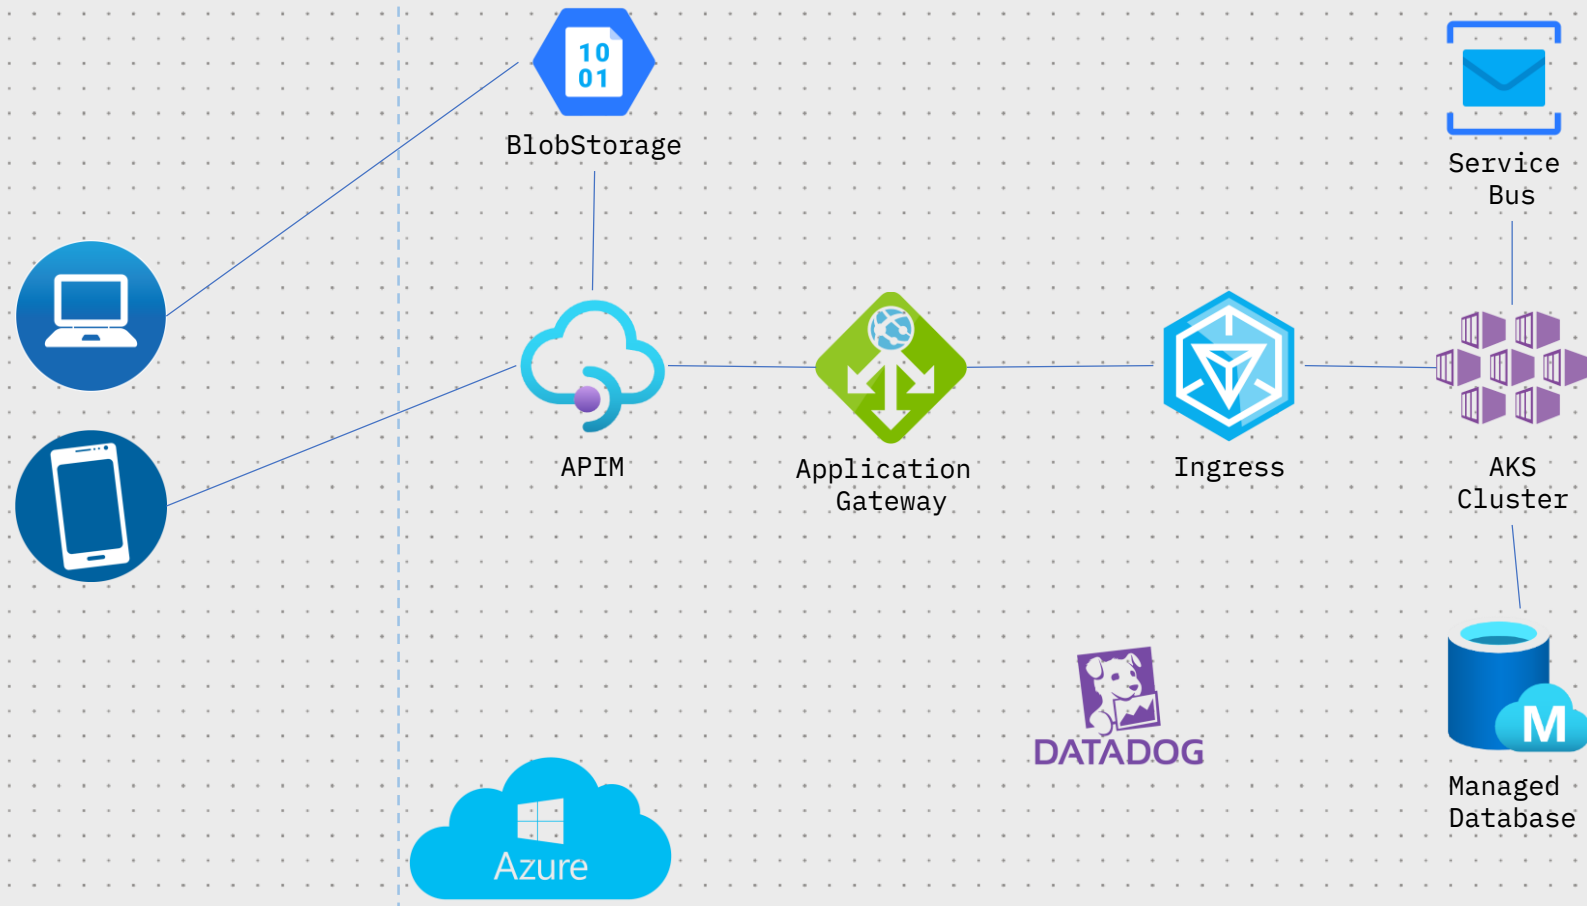 10
01
BlobStorage
Service
Bus
APIM
Application
Gateway
Ingress
AKS
Cluster
DATADOG
M
Managed
Database
Azure